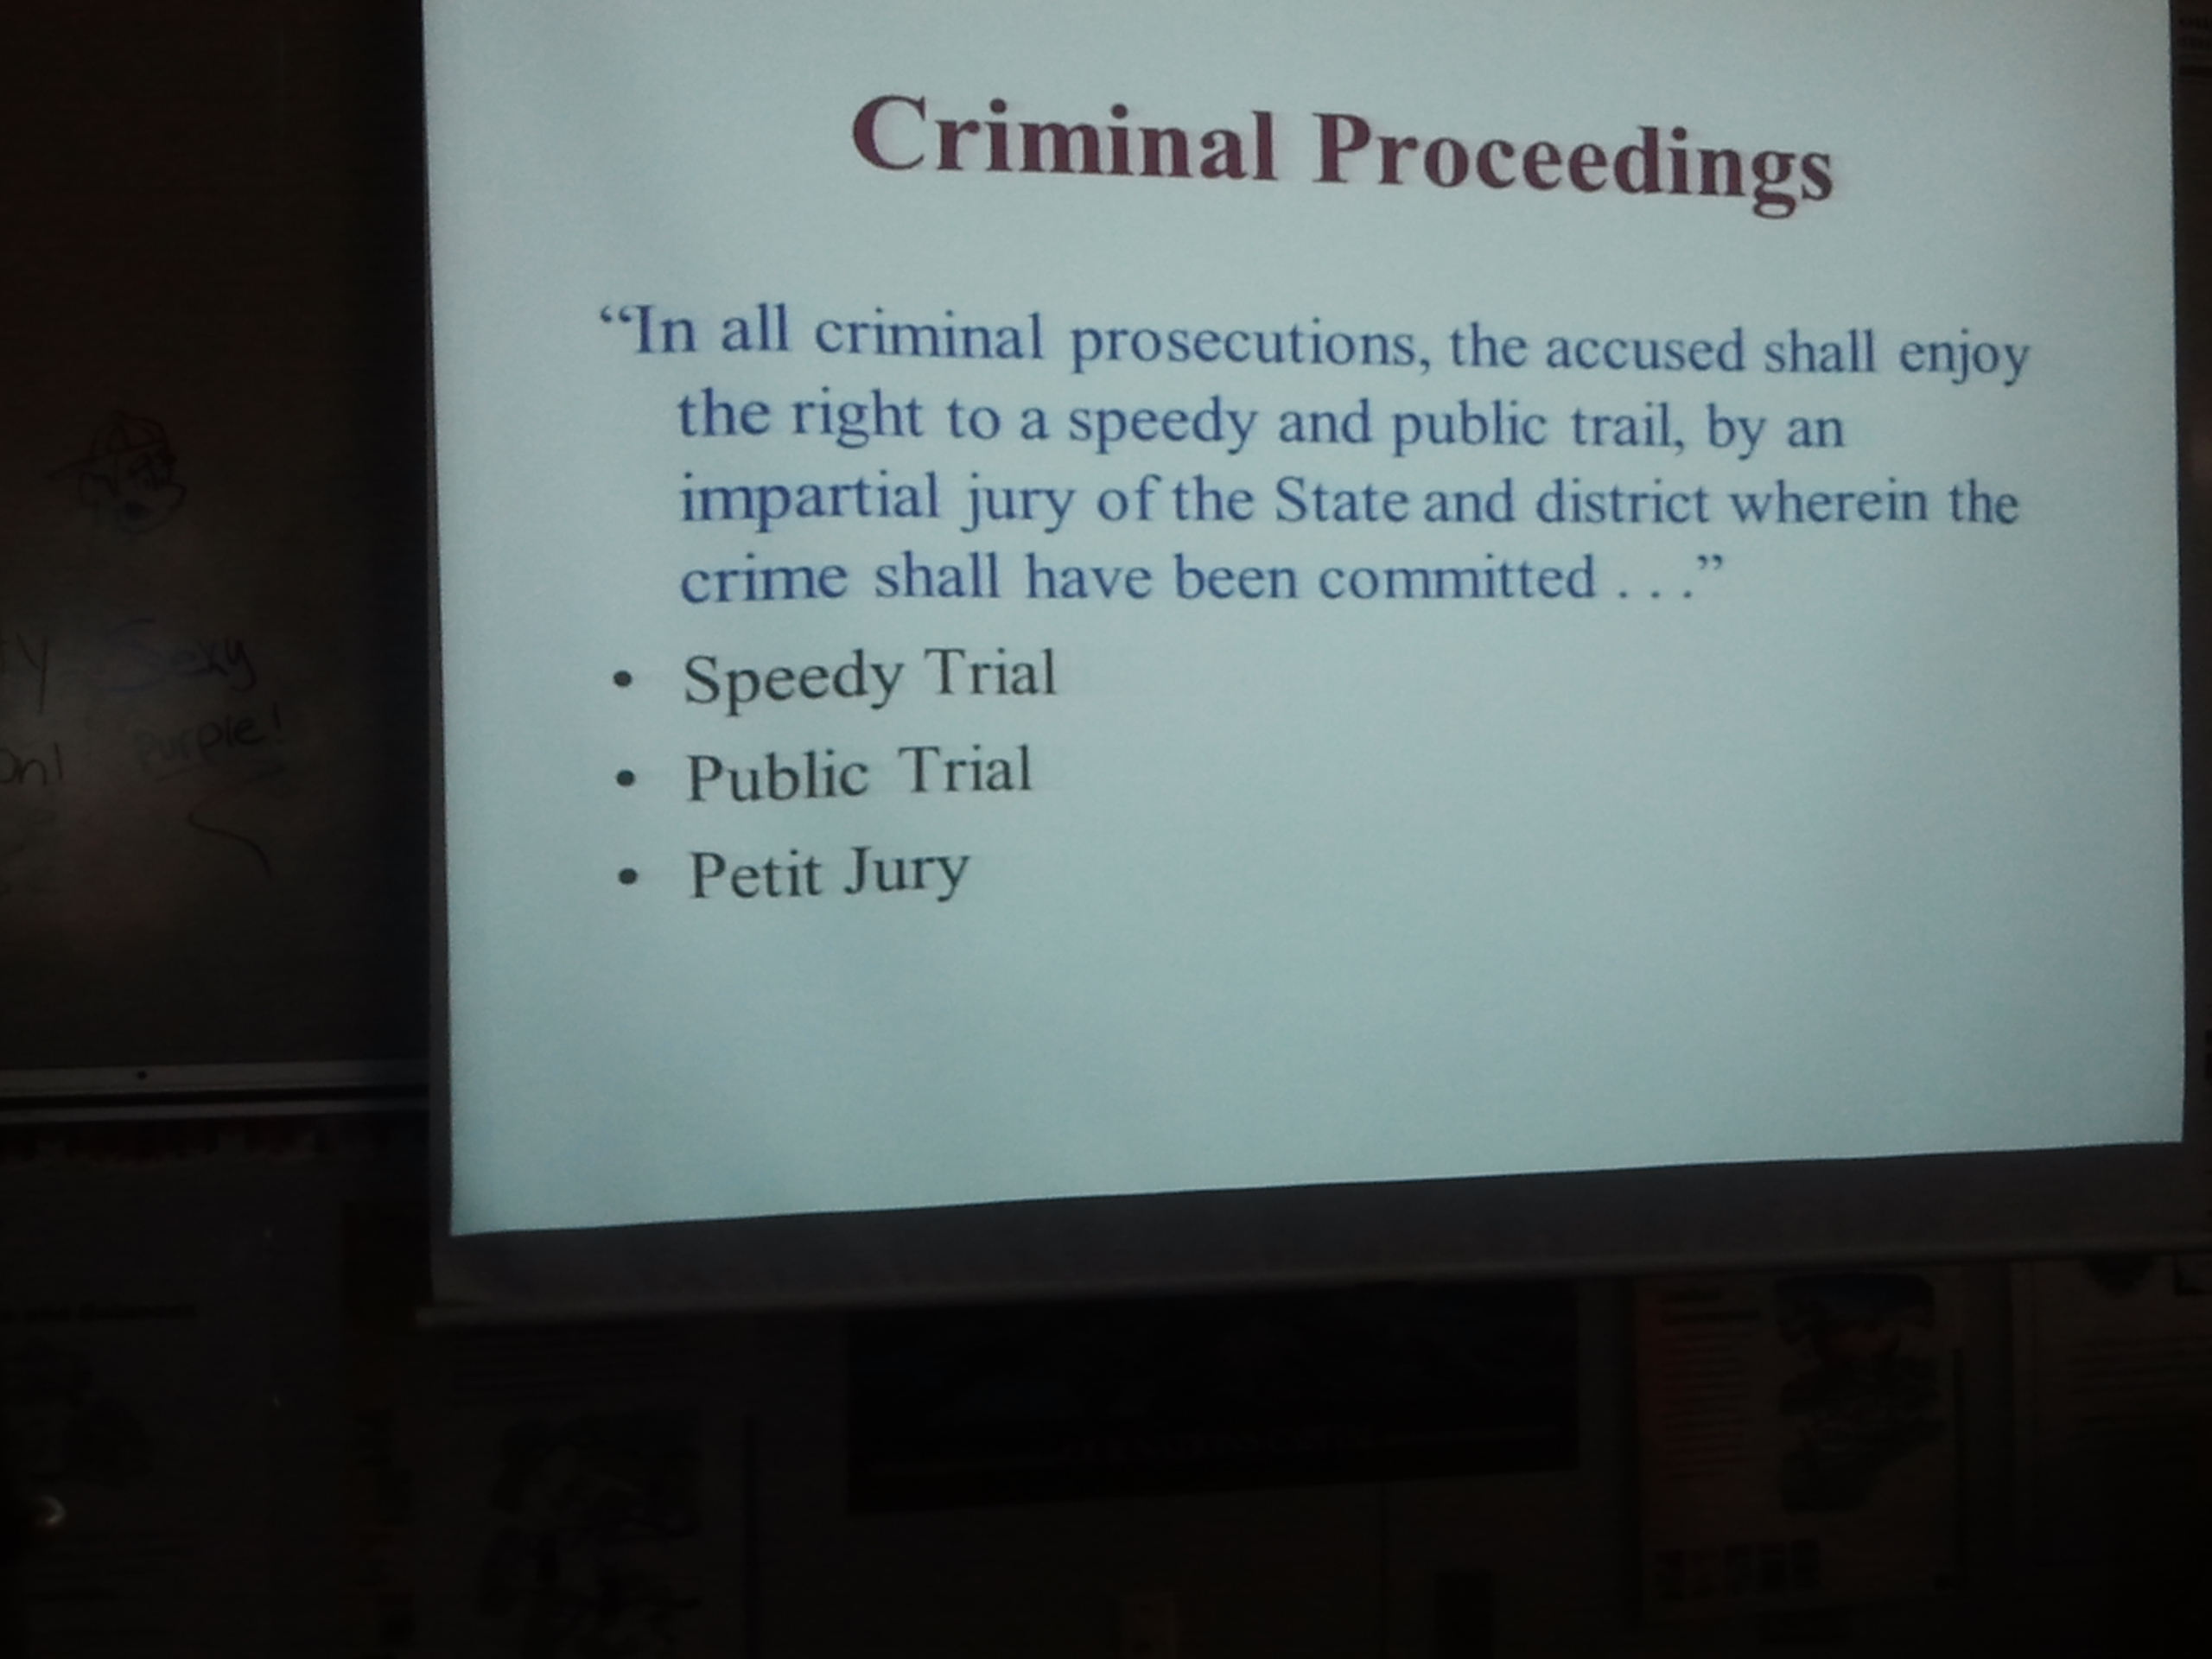 Criminal Proceedings
“In all criminal prosecutions, the accused shall enjoy
the right to a speedy and public trail, by an
impartial jury of the State and district wherein the
crime shall have been committed . . .”
• Speedy Trial
• Public Trial
• Petit Jury
Sexy
Purple!